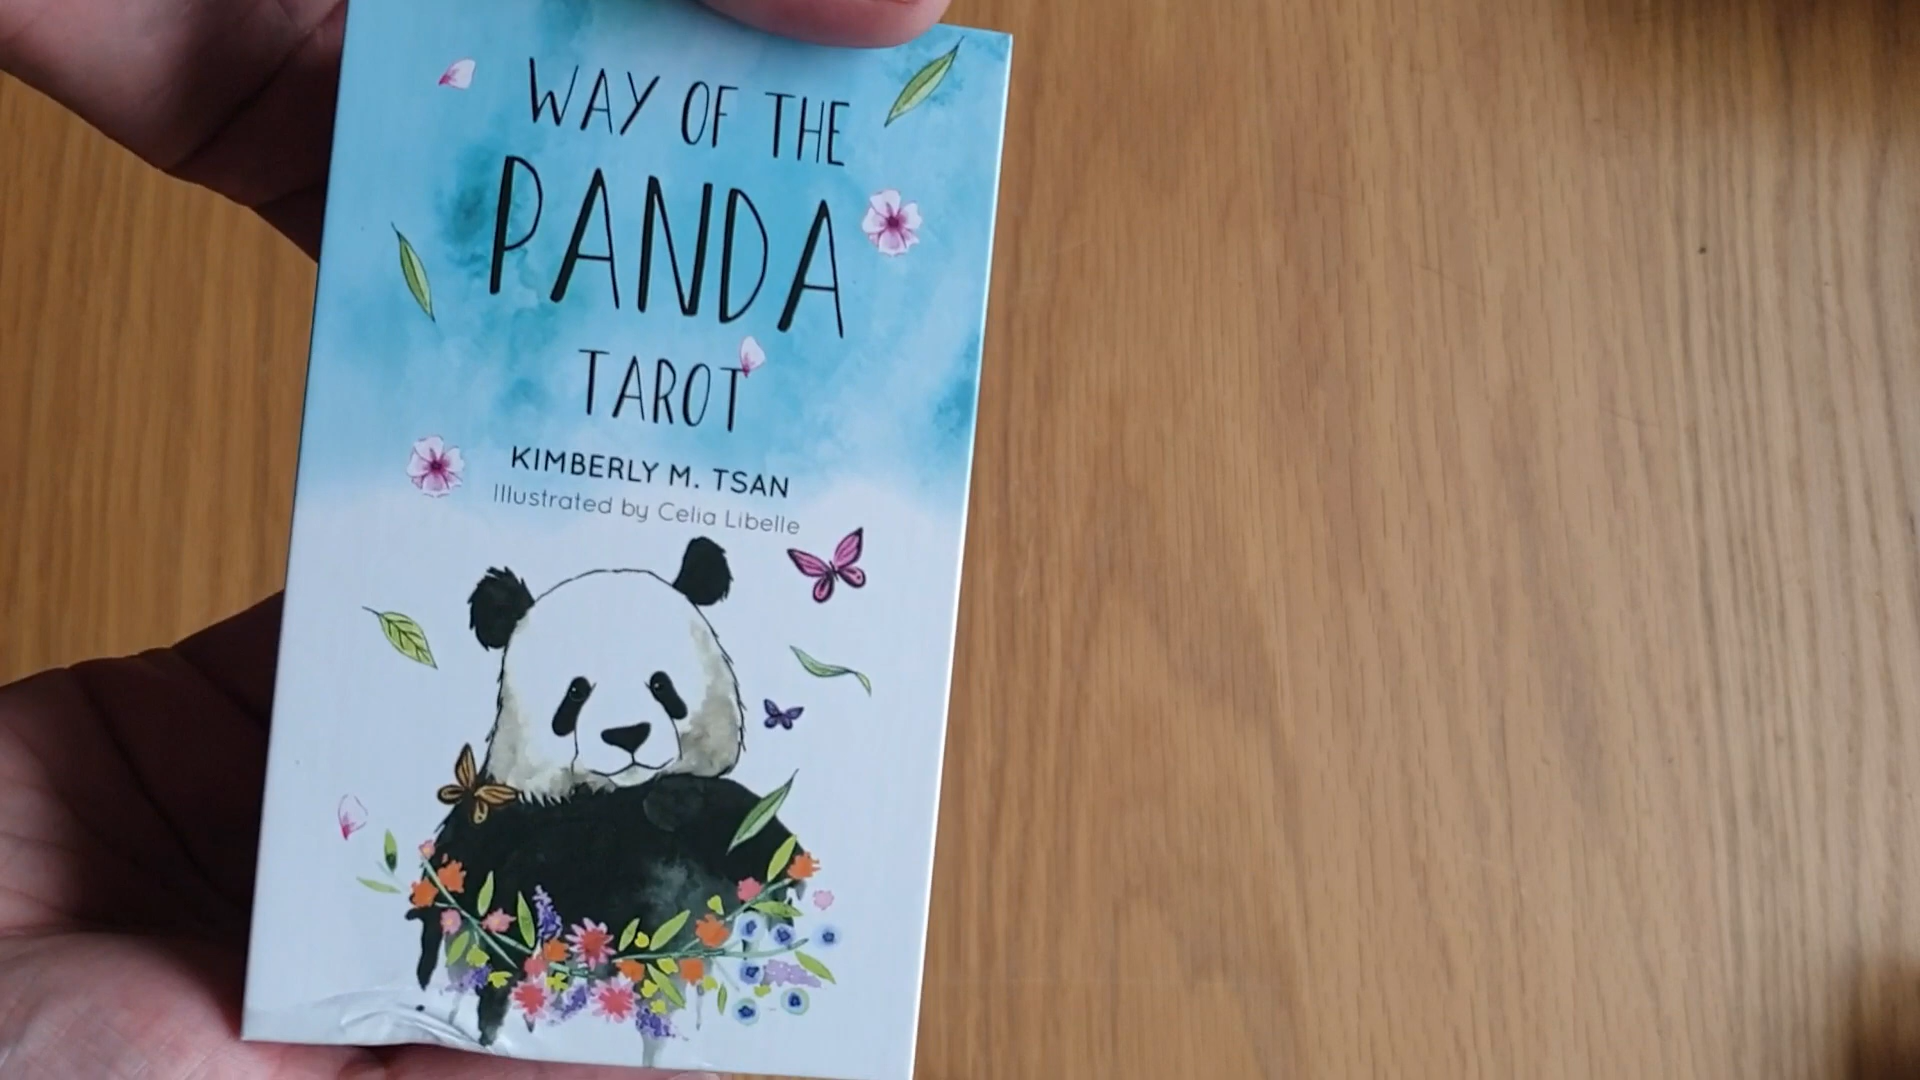 WAY OF THE
PANDA
TAROT
KIMBERLY M. TSAN
Illustrated by Celia Libelle